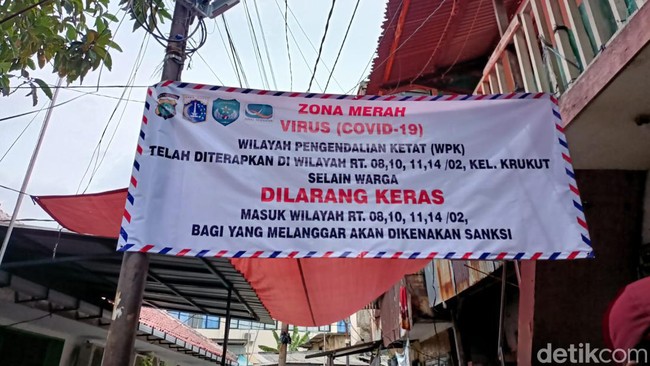 ZONA MERAH
VIRUS (COVID-19)
WILAYAH PENGENDALIAN KETAT (WPK)
TELAH DITERAPKAN DI WILAYAH RT. 08,10, 11,14 /02, KEL. KRUKUT
SELAIN WARGA
DILARANG KERAS
MASUK WILAYAH RT. 08,10, 11,14 /02,
BAGI YANG MELANGGAR AKAN DIKENAKAN SANKSI
detikcom